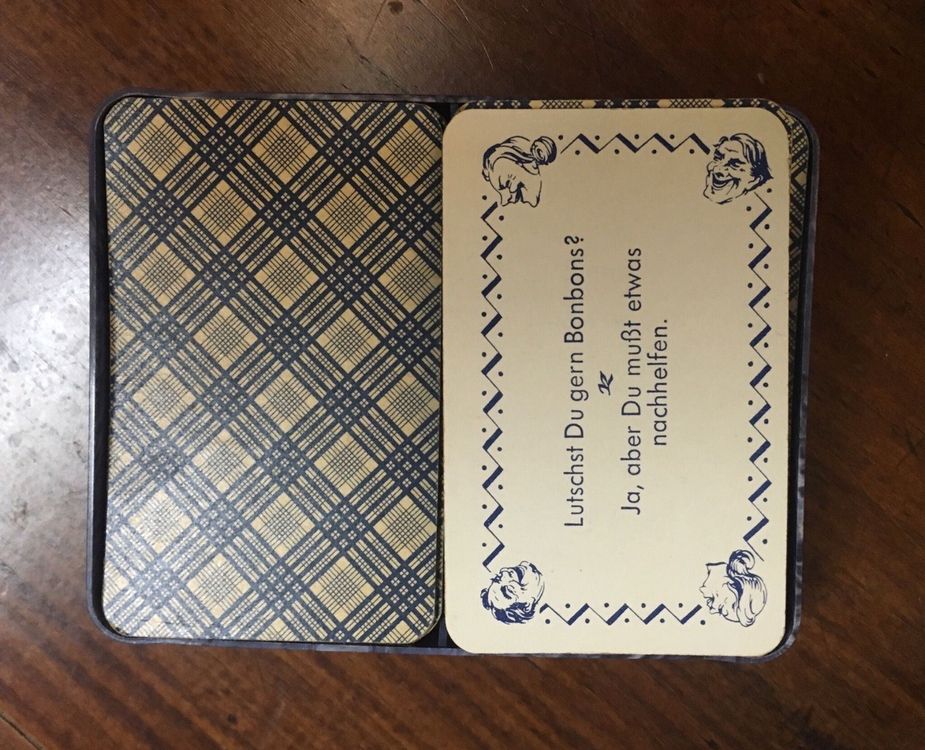 Lutschst Du gern Bonbons?
Ja, aber Du mußt etwas
nachhelfen.